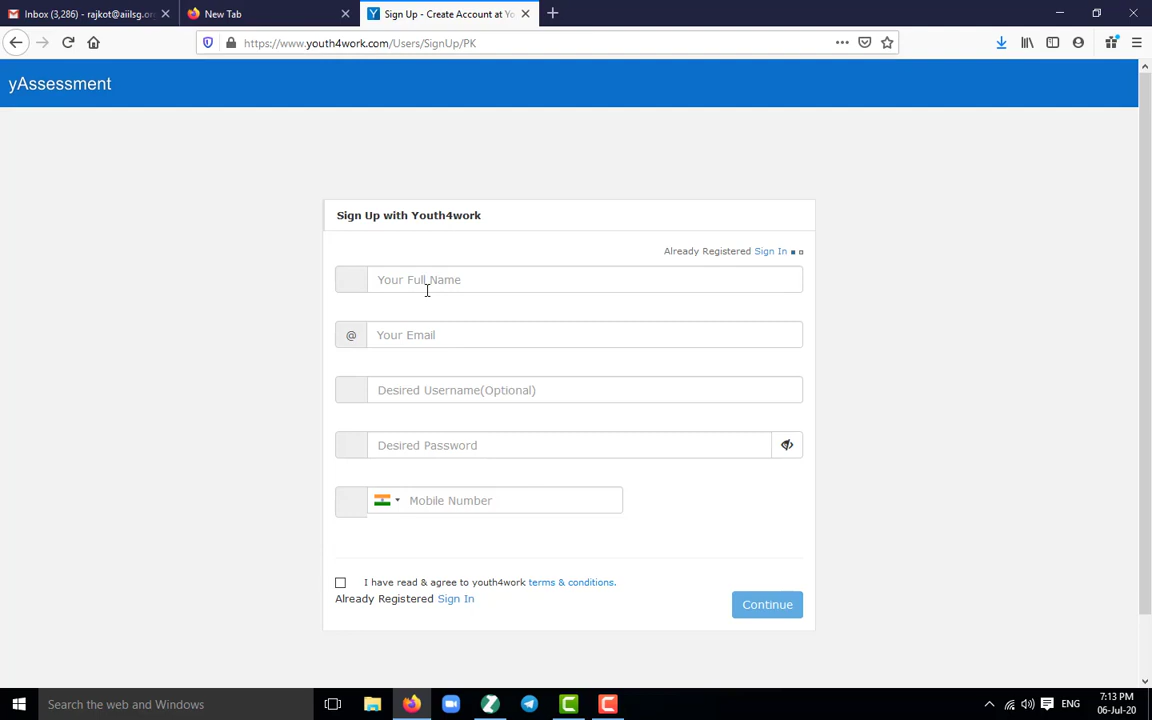 Inbox (3,286) - rajkot@aiilsg.or
New Tab
Sign Up - Create Account at Yo
https://www.youth4work.com/Users/SignUp/PK
yAssessment
Sign Up with Youth4work
Already Registered Sign In
Your Full Name
@ Your Email
Desired Username(Optional)
Desired Password
Mobile Number
I have read & agree to youth4work terms & conditions.
Already Registered Sign In
Continue
Search the web and Windows
ENG
7:13 PM
06-Jul-20